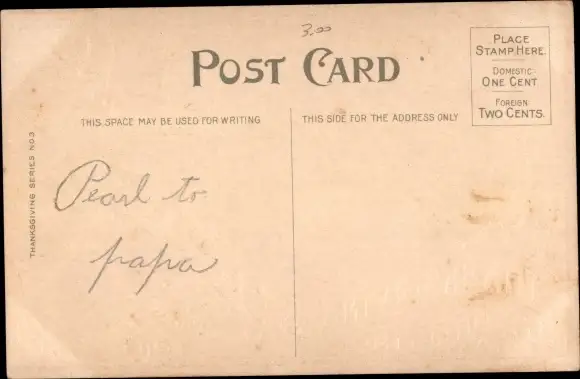 3.00
POST CARD
PLACE
STAMP HERE.
DOMESTIC
ONE CENT
FOREIGN
TWO CENTS.
THIS SPACE MAY BE USED FOR WRITING
THIS SIDE FOR THE ADDRESS ONLY
THANKSGIVING SERIES NO 3
Pearl to
papa